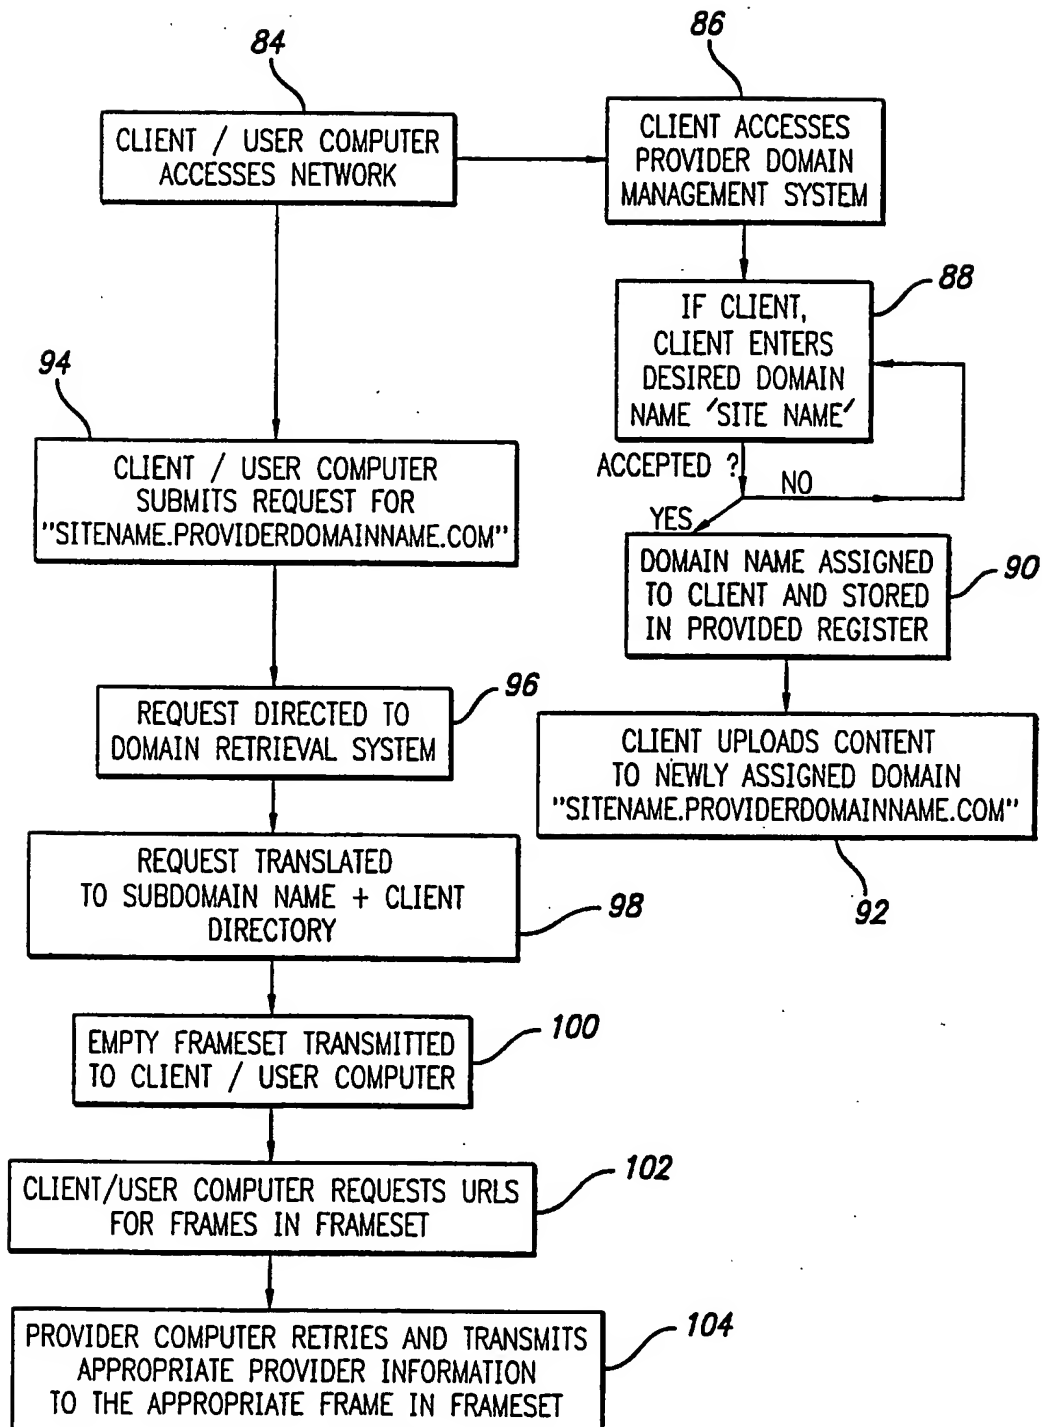 84
CLIENT / USER COMPUTER
ACCESSES NETWORK
86
CLIENT ACCESSES
PROVIDER DOMAIN
MANAGEMENT SYSTEM
88
IF CLIENT,
CLIENT ENTERS
DESIRED DOMAIN
NAME 'SITE NAME'
ACCEPTED ?
NO
YES
90
DOMAIN NAME ASSIGNED
TO CLIENT AND STORED
IN PROVIDED REGISTER
CLIENT UPLOADS CONTENT
TO NEWLY ASSIGNED DOMAIN
"SITENAME.PROVIDERDOMAINNAME.COM"
92
94
CLIENT / USER COMPUTER
SUBMITS REQUEST FOR
"SITENAME.PROVIDERDOMAINNAME.COM"
96
REQUEST DIRECTED TO
DOMAIN RETRIEVAL SYSTEM
REQUEST TRANSLATED
TO SUBDOMAIN NAME + CLIENT
DIRECTORY
98
EMPTY FRAMESET TRANSMITTED
TO CLIENT / USER COMPUTER
100
CLIENT/USER COMPUTER REQUESTS URLS
FOR FRAMES IN FRAMESET
102
PROVIDER COMPUTER RETRIES AND TRANSMITS
APPROPRIATE PROVIDER INFORMATION
TO THE APPROPRIATE FRAME IN FRAMESET
104